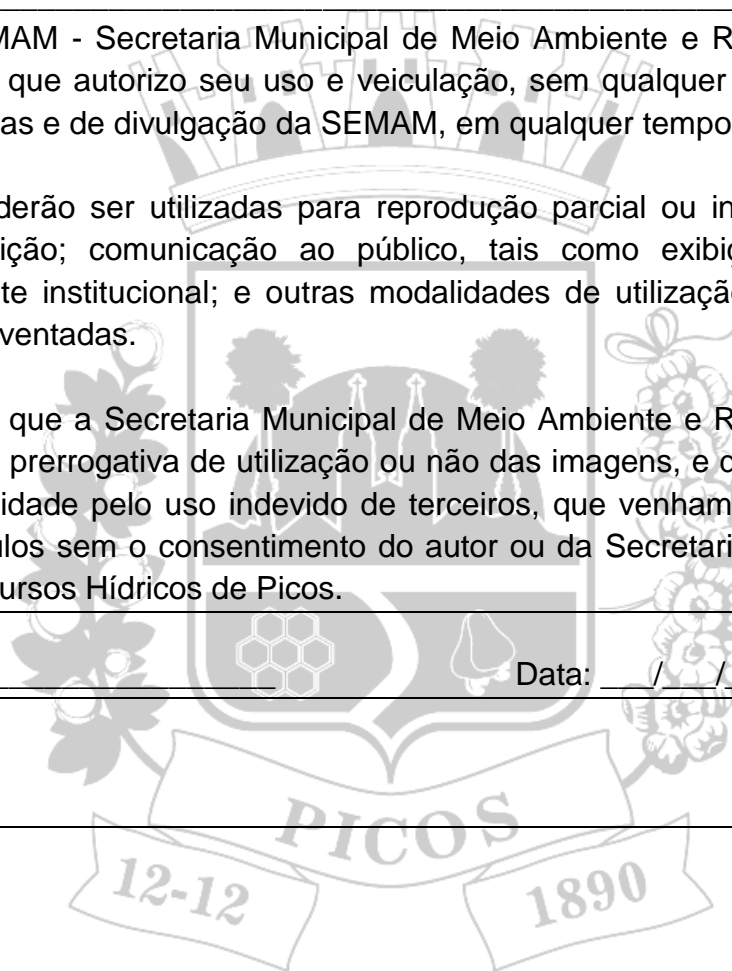 MAM - Secretaria Municipal de Meio Ambiente e R
que autorizo seu uso e veiculação, sem qualquer
as e de divulgação da SEMAM, em qualquer tempo
derão ser utilizadas para reprodução parcial ou in
ição; comunicação ao público, tais como exibiç
te institucional; e outras modalidades de utilização
ventadas.
que a Secretaria Municipal de Meio Ambiente e R
prerrogativa de utilização ou não das imagens, e
idade pelo uso indevido de terceiros, que venham
los sem o consentimento do autor ou da Secretari
ursos Hídricos de Picos.
Data: ___/___/_
PICOS
12-12 1890